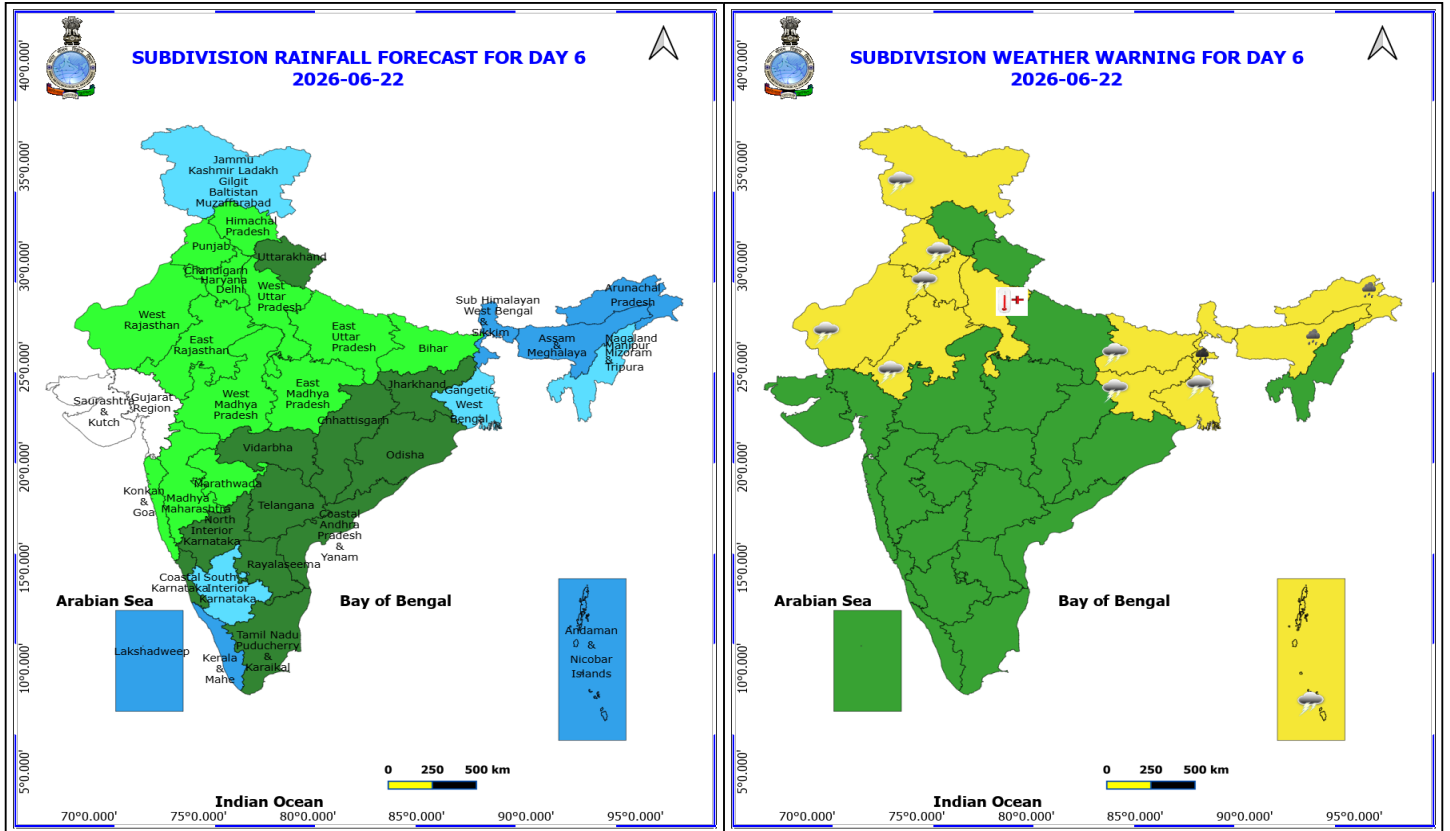 SUBDIVISION RAINFALL FORECAST FOR DAY 6
2026-06-22
40°0.000'
35°0.000'
30°0.000'
25°0.000'
20°0.000'
15°0.000'
10°0.000'
5°0.000'
Jammu
Kashmir Ladakh
Gilgit
Baltistan
Muzaffarabad
Himachal
Pradesh
Punjab
Uttarakhand
Chandigarh
Haryana
Delhi
West
Uttar
Pradesh
West
Rajasthan
East
Rajasthan
East
Uttar
Pradesh
Bihar
Sub Himalayan
West Bengal
&
Sikkim
Arunachal
Pradesh
Assam
&
Meghalaya
Nagaland
Manipur
Mizoram
&
Tripura
Jharkhand
Gangetic
West
Bengal
Saurashtra
&
Kutch
Gujarat
Region
West
Madhya
Pradesh
East
Madhya
Pradesh
Chhattisgarh
Vidarbha
Odisha
Konkan
&
Goa
Madhya
Maharashtra
Marathwada
Telangana
North
Interior
Karnataka
Coastal
Andhra
Pradesh
&
Yanam
Rayalaseema
Coastal
Karnataka
South
Interior
Karnataka
Arabian Sea
Bay of Bengal
Lakshadweep
Kerala
&
Mahe
Tamil Nadu
Puducherry
&
Karaikal
Andaman
&
Nicobar
Islands
0 250 500 km
Indian Ocean
70°0.000' 75°0.000' 80°0.000' 85°0.000' 90°0.000' 95°0.000'
SUBDIVISION WEATHER WARNING FOR DAY 6
2026-06-22
40°0.000'
35°0.000'
30°0.000'
25°0.000'
20°0.000'
15°0.000'
10°0.000'
5°0.000'
Arabian Sea
Bay of Bengal
0 250 500 km
Indian Ocean
70°0.000' 75°0.000' 80°0.000' 85°0.000' 90°0.000' 95°0.000'